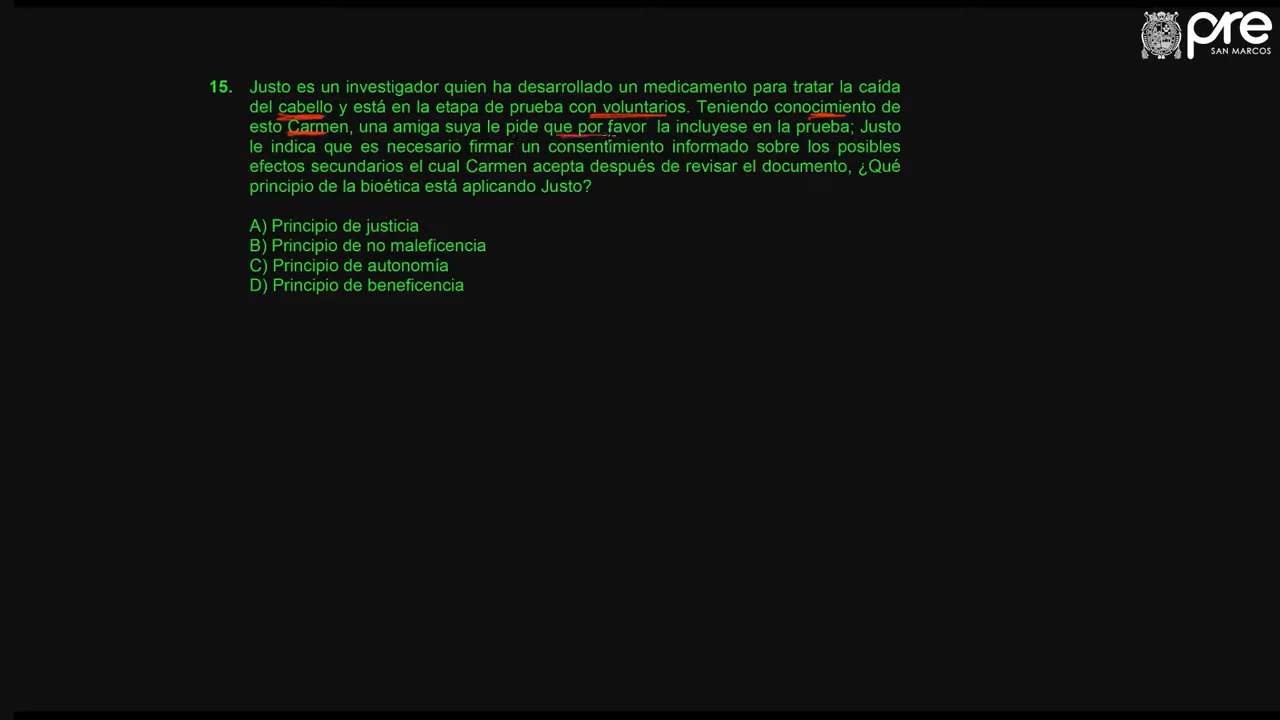 pre
SAN MARCOS
15. Justo es un investigador quien ha desarrollado un medicamento para tratar la caída
del cabello y está en la etapa de prueba con voluntarios. Teniendo conocimiento de
esto Carmen, una amiga suya le pide que por favor la incluyese en la prueba; Justo
le indica que es necesario firmar un consentimiento informado sobre los posibles
efectos secundarios el cual Carmen acepta después de revisar el documento, ¿Qué
principio de la bioética está aplicando Justo?
A) Principio de justicia
B) Principio de no maleficencia
C) Principio de autonomía
D) Principio de beneficencia